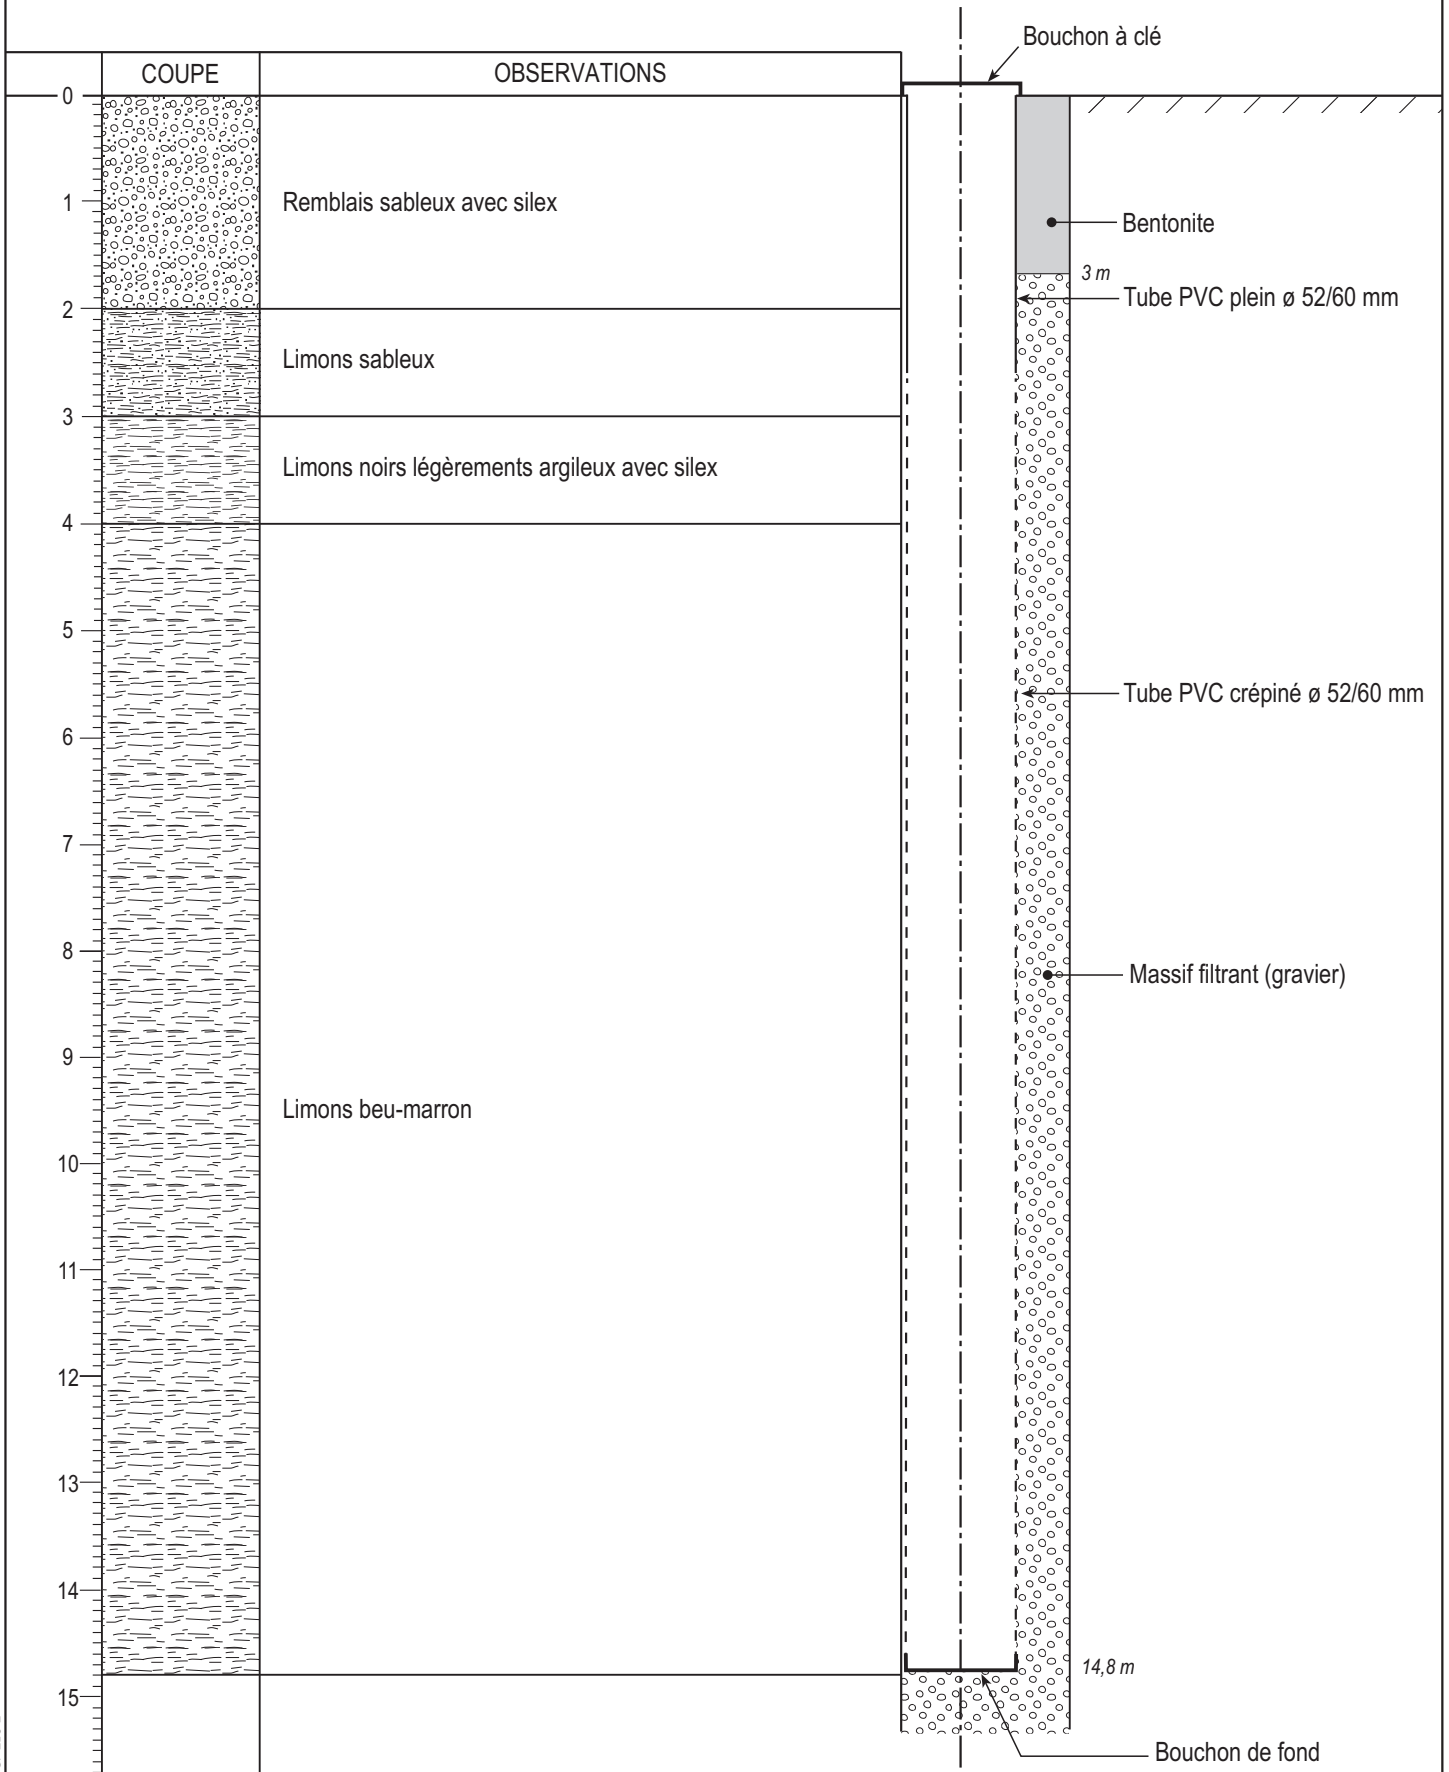 Bouchon à clé
COUPE OBSERVATIONS
0
1 Remblais sableux avec silex
Bentonite
3 m
Tube PVC plein ø 52/60 mm
2
Limons sableux
3
Limons noirs légèrements argileux avec silex
4
5
Tube PVC crépiné ø 52/60 mm
6
7
8
Massif filtrant (gravier)
9
Limons beu-marron
10
11
12
13
14
14,8 m
15
Bouchon de fond